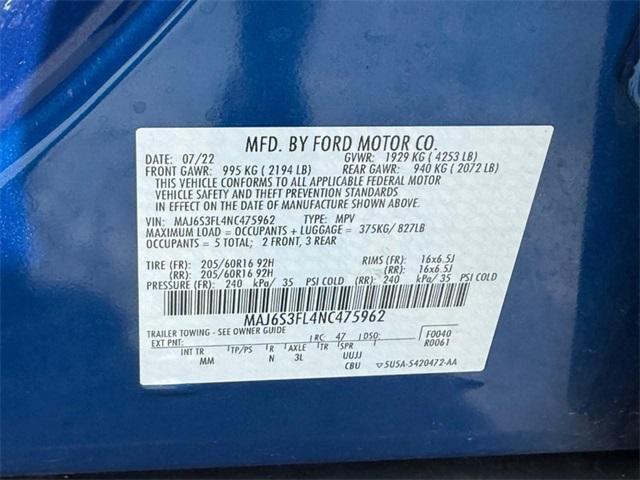 MFD. BY FORD MOTOR CO.
DATE: 07/22 GVWR: 1929 KG ( 4253 LB)
FRONT GAWR: 995 KG ( 2194 LB) REAR GAWR: 940 KG ( 2072 LB)
THIS VEHICLE CONFORMS TO ALL APPLICABLE FEDERAL MOTOR
VEHICLE SAFETY AND THEFT PREVENTION STANDARDS
IN EFFECT ON THE DATE OF MANUFACTURE SHOWN ABOVE.
VIN: MAJ6S3FL4NC475962 TYPE: MPV
MAXIMUM LOAD = OCCUPANTS + LUGGAGE = 375KG/ 827LB
OCCUPANTS = 5 TOTAL; 2 FRONT, 3 REAR
TIRE (FR): 205/60R16 92H RIMS (FR): 16x6.5J
(RR): 205/60R16 92H (RR): 16x6.5J
PRESSURE (FR): 240 kPa/ 35 PSI COLD (RR): 240 kPa/ 35 PSI COLD
MAJ6S3FL4NC475962
TRAILER TOWING - SEE OWNER GUIDE
EXT PNT: RC: 47 DSO: F0040
R0061
INT TR TP/PS R AXLE TR SPR UUJJ
MM N 3L CBU 5U5A-5420472-AA